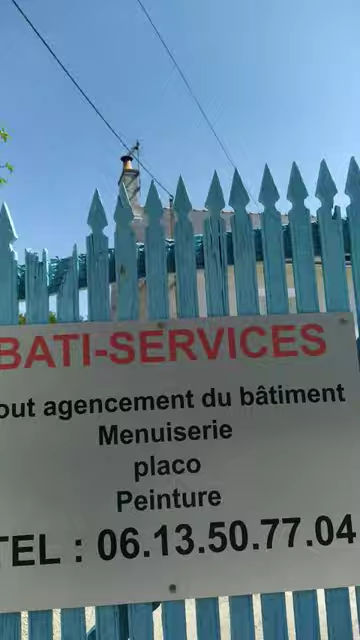 BATI-SERVICES
out agencement du bâtiment
Menuiserie
placo
Peinture
TEL : 06.13.50.77.04